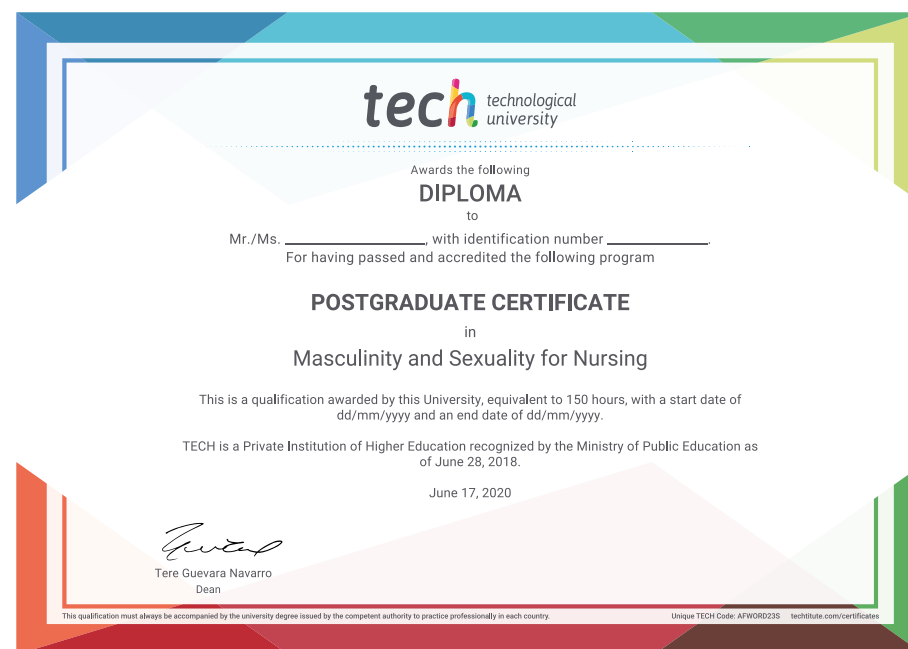 tech technological
university
Awards the following
DIPLOMA
to
Mr./Ms. ____________________, with identification number ______________.
For having passed and accredited the following program
POSTGRADUATE CERTIFICATE
in
Masculinity and Sexuality for Nursing
This is a qualification awarded by this University, equivalent to 150 hours, with a start date of
dd/mm/yyyy and an end date of dd/mm/yyyy.
TECH is a Private Institution of Higher Education recognized by the Ministry of Public Education as
of June 28, 2018.
June 17, 2020
Tere Guevara Navarro
Dean
This qualification must always be accompanied by the university degree issued by the competent authority to practice professionally in each country. Unique TECH Code: AFWORD23S techtitute.com/certificates